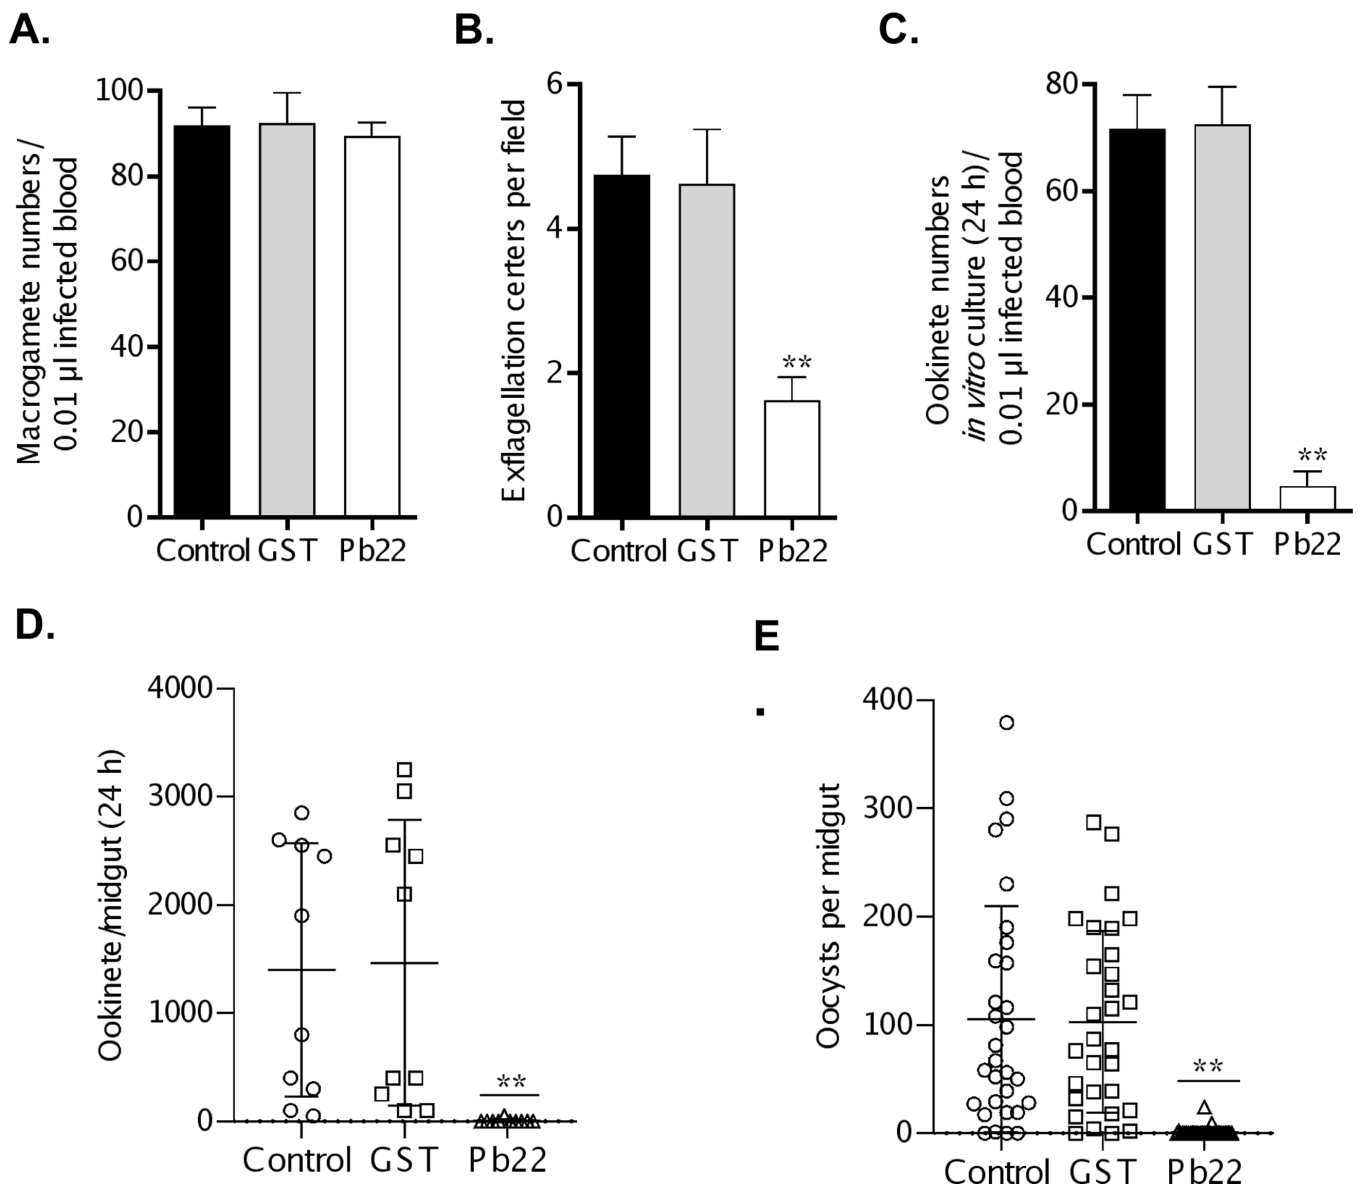 A.
Macrogamete numbers/
0.01 µl infected blood
100
80
60
40
20
0
Control GST Pb22
B.
Exflagellation certers per field
6
4
2
0
**
Control GST Pb22
C.
Ookinete numbers
in vitro culture (24 h)/
0.01 µl infected blood
80
60
40
20
0
**
Control GST Pb22
D.
Ookinete/midgut (24 h)
4000
3000
2000
1000
0
**
Control GST Pb22
E
.
Oocysts per midgut
400
300
200
100
0
**
Control GST Pb22